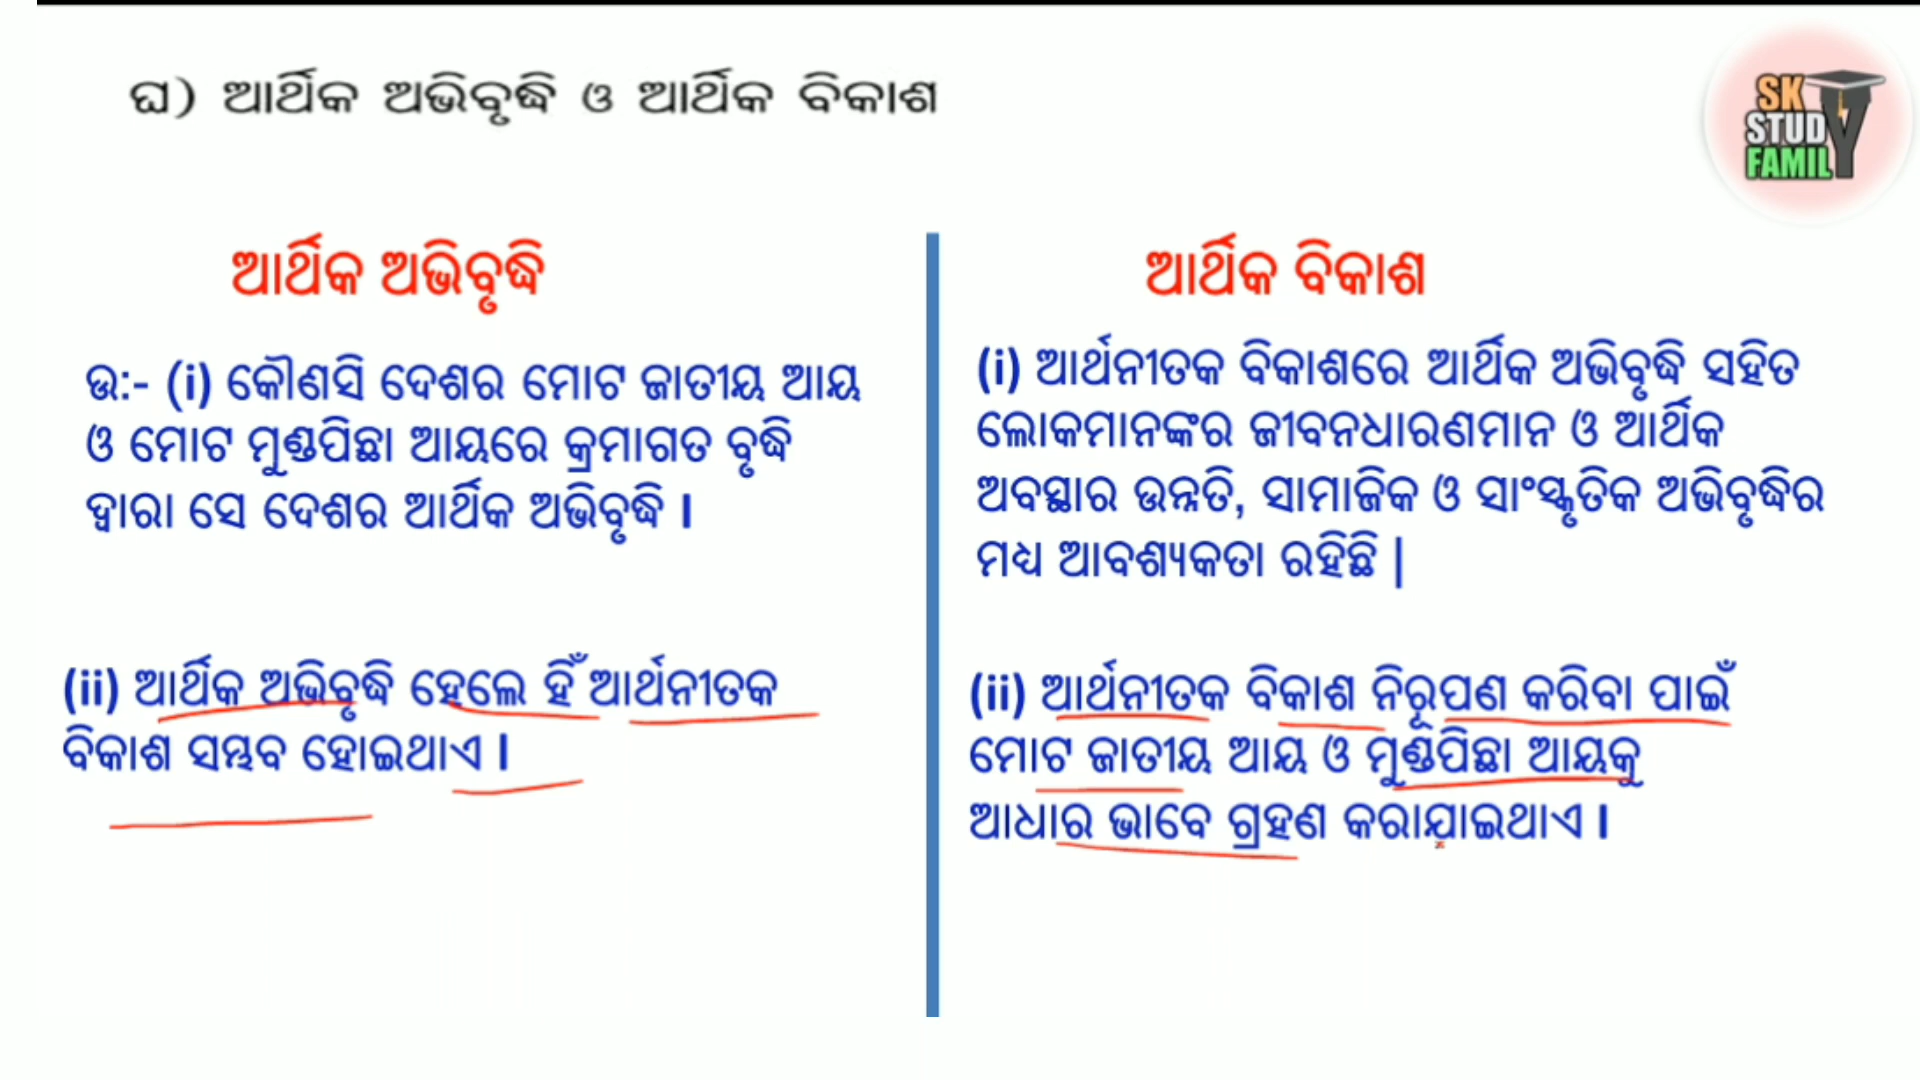 ଘ) ଆର୍ଥିକ ଅଭିବୃଦ୍ଧି ଓ ଆର୍ଥିକ ବିକାଶ
SK
STUDY
FAMILY
ଆର୍ଥିକ ଅଭିବୃଦ୍ଧି
ଉ:- (i) କୌଣସି ଦେଶର ମୋଟ ଜାତୀୟ ଆୟ
ଓ ମୋଟ ମୁଣ୍ଡପିଛା ଆୟରେ କ୍ରମାଗତ ବୃଦ୍ଧି
ଦ୍ୱାରା ସେ ଦେଶର ଆର୍ଥିକ ଅଭିବୃଦ୍ଧି ।
(ii) ଆର୍ଥିକ ଅଭିବୃଦ୍ଧି ହେଲେ ହିଁ ଆର୍ଥନୀତକ
ବିକାଶ ସମ୍ଭବ ହୋଇଥାଏ ।
ଆର୍ଥିକ ବିକାଶ
(i) ଆର୍ଥନୀତକ ବିକାଶରେ ଆର୍ଥିକ ଅଭିବୃଦ୍ଧି ସହିତ
ଲୋକମାନଙ୍କର ଜୀବନଧାରଣମାନ ଓ ଆର୍ଥିକ
ଅବସ୍ଥାର ଉନ୍ନତି, ସାମାଜିକ ଓ ସାଂସ୍କୃତିକ ଅଭିବୃଦ୍ଧିର
ମଧ୍ୟ ଆବଶ୍ୟକତା ରହିଛି |
(ii) ଆର୍ଥନୀତକ ବିକାଶ ନିରୂପଣ କରିବା ପାଇଁ
ମୋଟ ଜାତୀୟ ଆୟ ଓ ମୁଣ୍ଡପିଛା ଆୟକୁ
ଆଧାର ଭାବେ ଗ୍ରହଣ କରାଯାଇଥାଏ ।